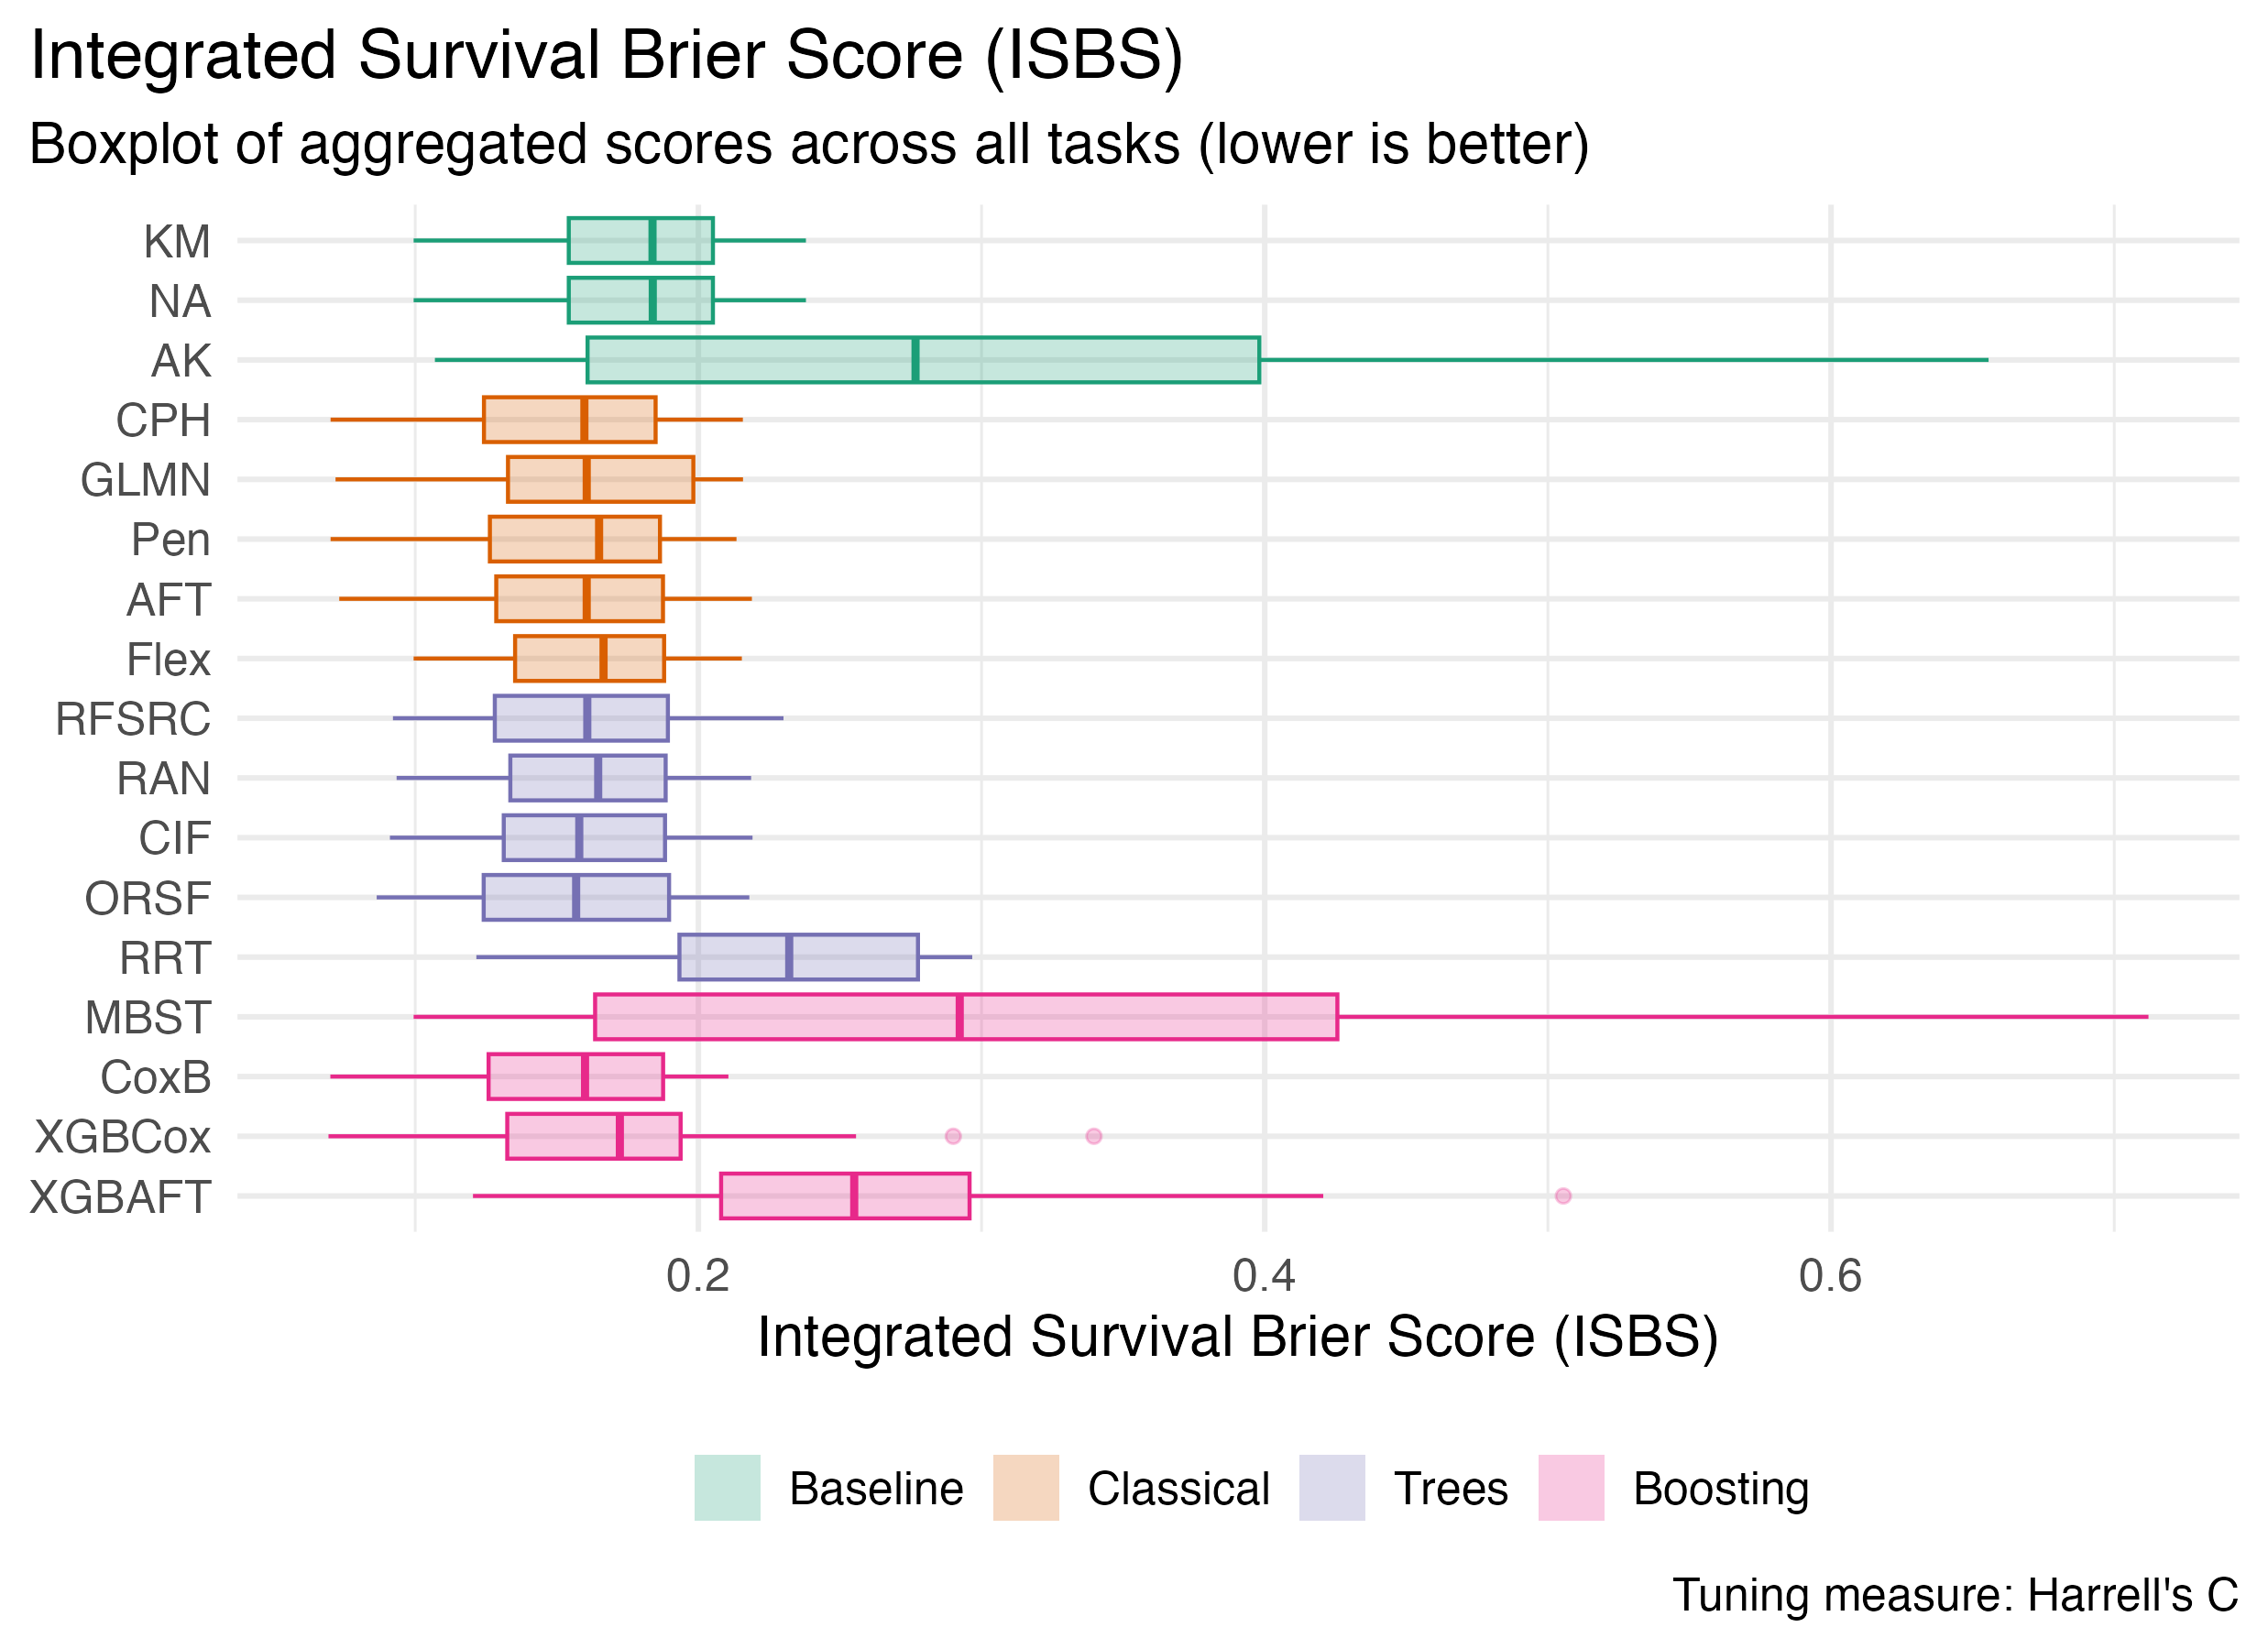 Integrated Survival Brier Score (ISBS)
Boxplot of aggregated scores across all tasks (lower is better)
KM
NA
AK
CPH
GLMN
Pen
AFT
Flex
RFSRC
RAN
CIF
ORSF
RRT
MBST
CoxB
XGBCox
XGBAFT
0.2 0.4 0.6
Integrated Survival Brier Score (ISBS)
Baseline Classical Trees Boosting
Tuning measure: Harrell's C